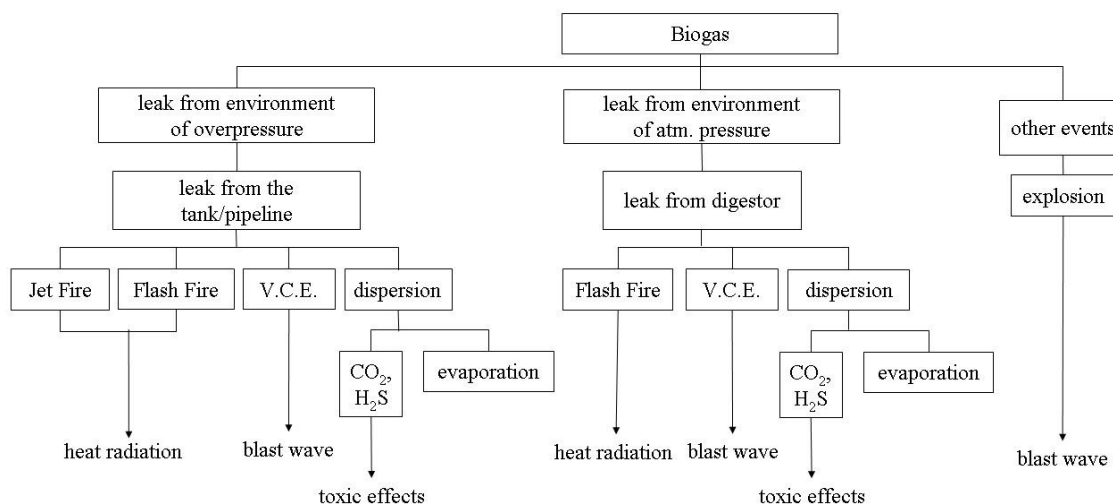 Biogas
leak from environment
of overpressure
leak from environment
of atm. pressure
other events
leak from the
tank/pipeline
leak from digestor
explosion
Jet Fire
Flash Fire
V.C.E.
dispersion
Flash Fire
V.C.E.
dispersion
CO₂,
H₂S
evaporation
CO₂,
H₂S
evaporation
heat radiation
blast wave
heat radiation
blast wave
blast wave
toxic effects
toxic effects